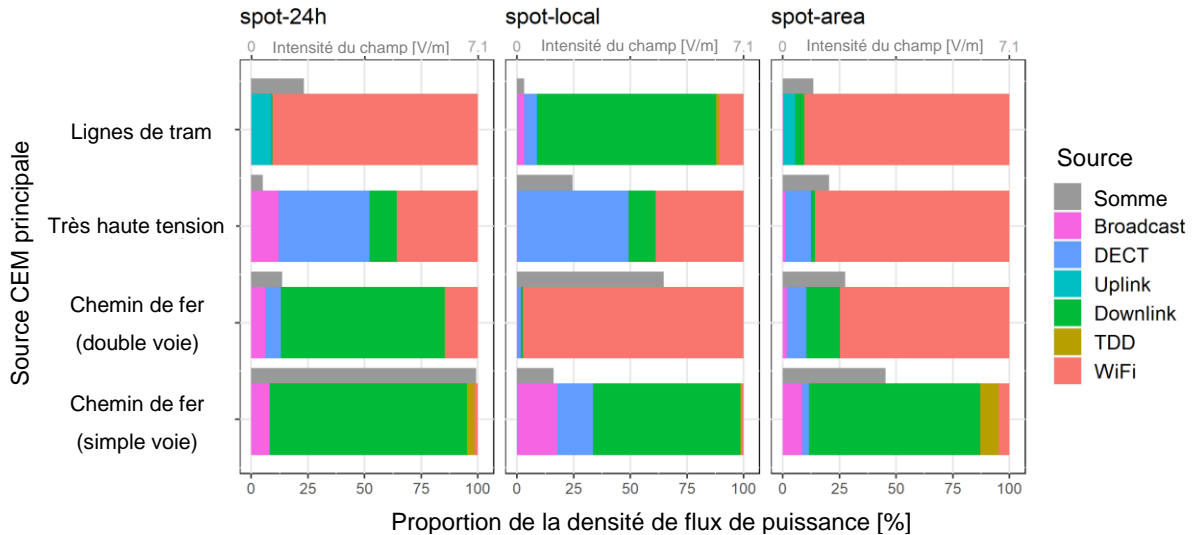 spot-24h
spot-local
spot-area
0 Intensité du champ [V/m] 7.1
0 Intensité du champ [V/m] 7.1
0 Intensité du champ [V/m] 7.1
Source CEM principale
Lignes de tram
Très haute tension
Chemin de fer
(double voie)
Chemin de fer
(simple voie)
0 25 50 75 100
0 25 50 75 100
0 25 50 75 100
Proportion de la densité de flux de puissance [%]
Source
Somme
Broadcast
DECT
Uplink
Downlink
TDD
WiFi